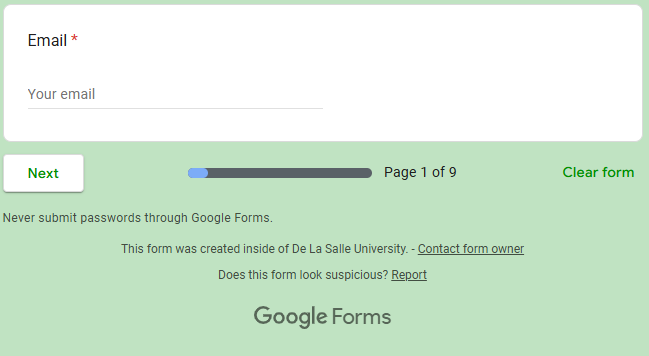 Email *
Your email
Next
Page 1 of 9
Clear form
Never submit passwords through Google Forms.
This form was created inside of De La Salle University. - Contact form owner
Does this form look suspicious? Report
Google Forms